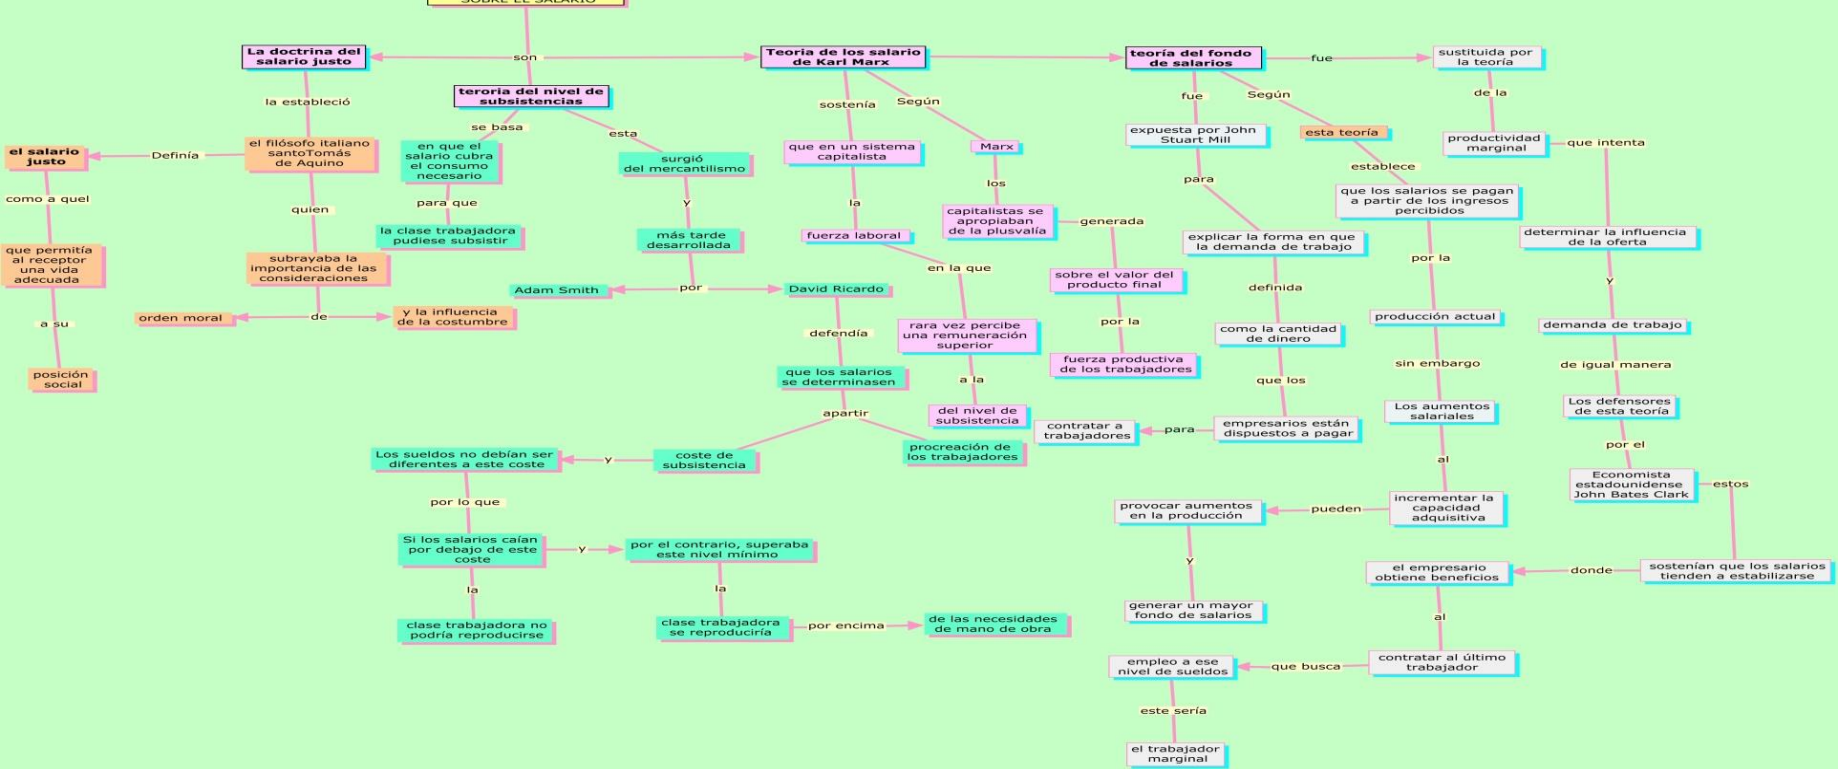 SOBRE EL SALARIO
son
La doctrina del
salario justo
la estableció
el filósofo italiano
santoTomás
de Aquino
Definía
el salario
justo
como a quel
que permitía
al receptor
una vida
adecuada
a su
posición
social
quien
subrayaba la
importancia de las
consideraciones
de
orden moral
y la influencia
de la costumbre
teroria del nivel de
subsistencias
se basa
en que el
salario cubra
el consumo
necesario
para que
la clase trabajadora
pudiese subsistir
esta
surgió
del mercantilismo
y
más tarde
desarrollada
por
Adam Smith
David Ricardo
defendía
que los salarios
se determinasen
apartir
coste de
subsistencia
procreación de
los trabajadores
y
Los sueldos no debían ser
diferentes a este coste
por lo que
Si los salarios caían
por debajo de este
coste
la
clase trabajadora no
podría reproducirse
y
por el contrario, superaba
este nivel mínimo
la
clase trabajadora
se reproduciría
por encima
de las necesidades
de mano de obra
Teoria de los salario
de Karl Marx
sostenía
que en un sistema
capitalista
la
fuerza laboral
en la que
rara vez percibe
una remuneración
superior
a la
del nivel de
subsistencia
Según
Marx
los
capitalistas se
apropiaban
de la plusvalía
generada
sobre el valor del
producto final
por la
fuerza productiva
de los trabajadores
teoría del fondo
de salarios
fue
expuesta por John
Stuart Mill
para
explicar la forma en que
la demanda de trabajo
definida
como la cantidad
de dinero
que los
empresarios están
dispuestos a pagar
para
contratar a
trabajadores
Según
esta teoría
establece
que los salarios se pagan
a partir de los ingresos
percibidos
por la
producción actual
sin embargo
Los aumentos
salariales
al
incrementar la
capacidad
adquisitiva
pueden
provocar aumentos
en la producción
y
generar un mayor
fondo de salarios
fue
sustituida por
la teoría
de la
productividad
marginal
que intenta
determinar la influencia
de la oferta
y
demanda de trabajo
de igual manera
Los defensores
de esta teoría
por el
Economista
estadounidense
John Bates Clark
estos
sostenían que los salarios
tienden a estabilizarse
donde
el empresario
obtiene beneficios
al
contratar al último
trabajador
que busca
empleo a ese
nivel de sueldos
este sería
el trabajador
marginal